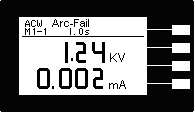 ACW Arc-Fail
M1-1 1.0s
1.24 KV
0.002 mA